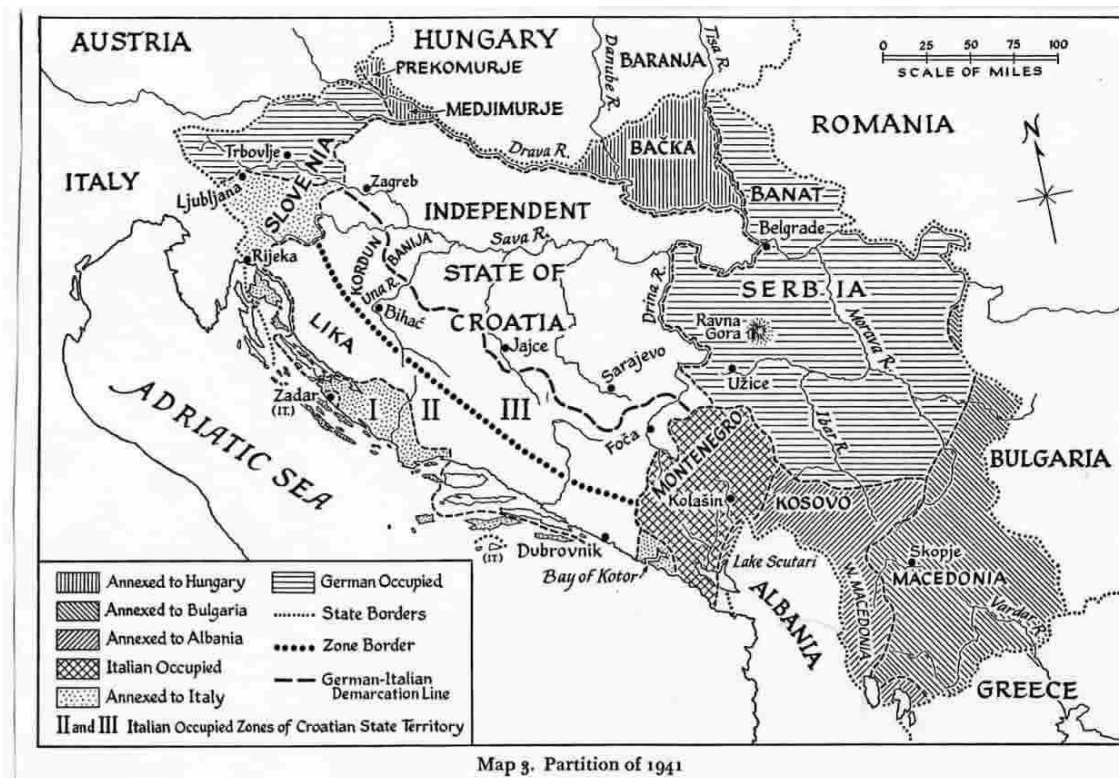 AUSTRIA
HUNGARY
PREKOMURJE
MEDJIMURJE
BARANJA
Danube R.
Tisa R.
0 25 50 75 100
SCALE OF MILES
ROMANIA
N
ITALY
Trbovlje
Ljubljana
SLOVENIA
Zagreb
Drava R.
BAČKA
BANAT
Belgrade
INDEPENDENT
STATE OF
CROATIA
Sava R.
Rijeka
KORDUN
BANIJA
Una R.
Bihać
LIKA
Jajce
Sarajevo
Drina R.
SERBIA
Ravna
Gora
Morava R.
Užice
Ibar R.
Zadar
(IT.)
I
II
III
ADRIATIC SEA
Foča
MONTENEGRO
Kolašin
KOSOVO
BULGARIA
(IT.)
Dubrovnik
Bay of Kotor
Lake Scutari
ALBANIA
Skopje
MACEDONIA
W. MACEDONIA
Vardar R.
GREECE
Annexed to Hungary
Annexed to Bulgaria
Annexed to Albania
Italian Occupied
Annexed to Italy
German Occupied
State Borders
Zone Border
German-Italian
Demarcation Line
II and III Italian Occupied Zones of Croatian State Territory
Map 3. Partition of 1941